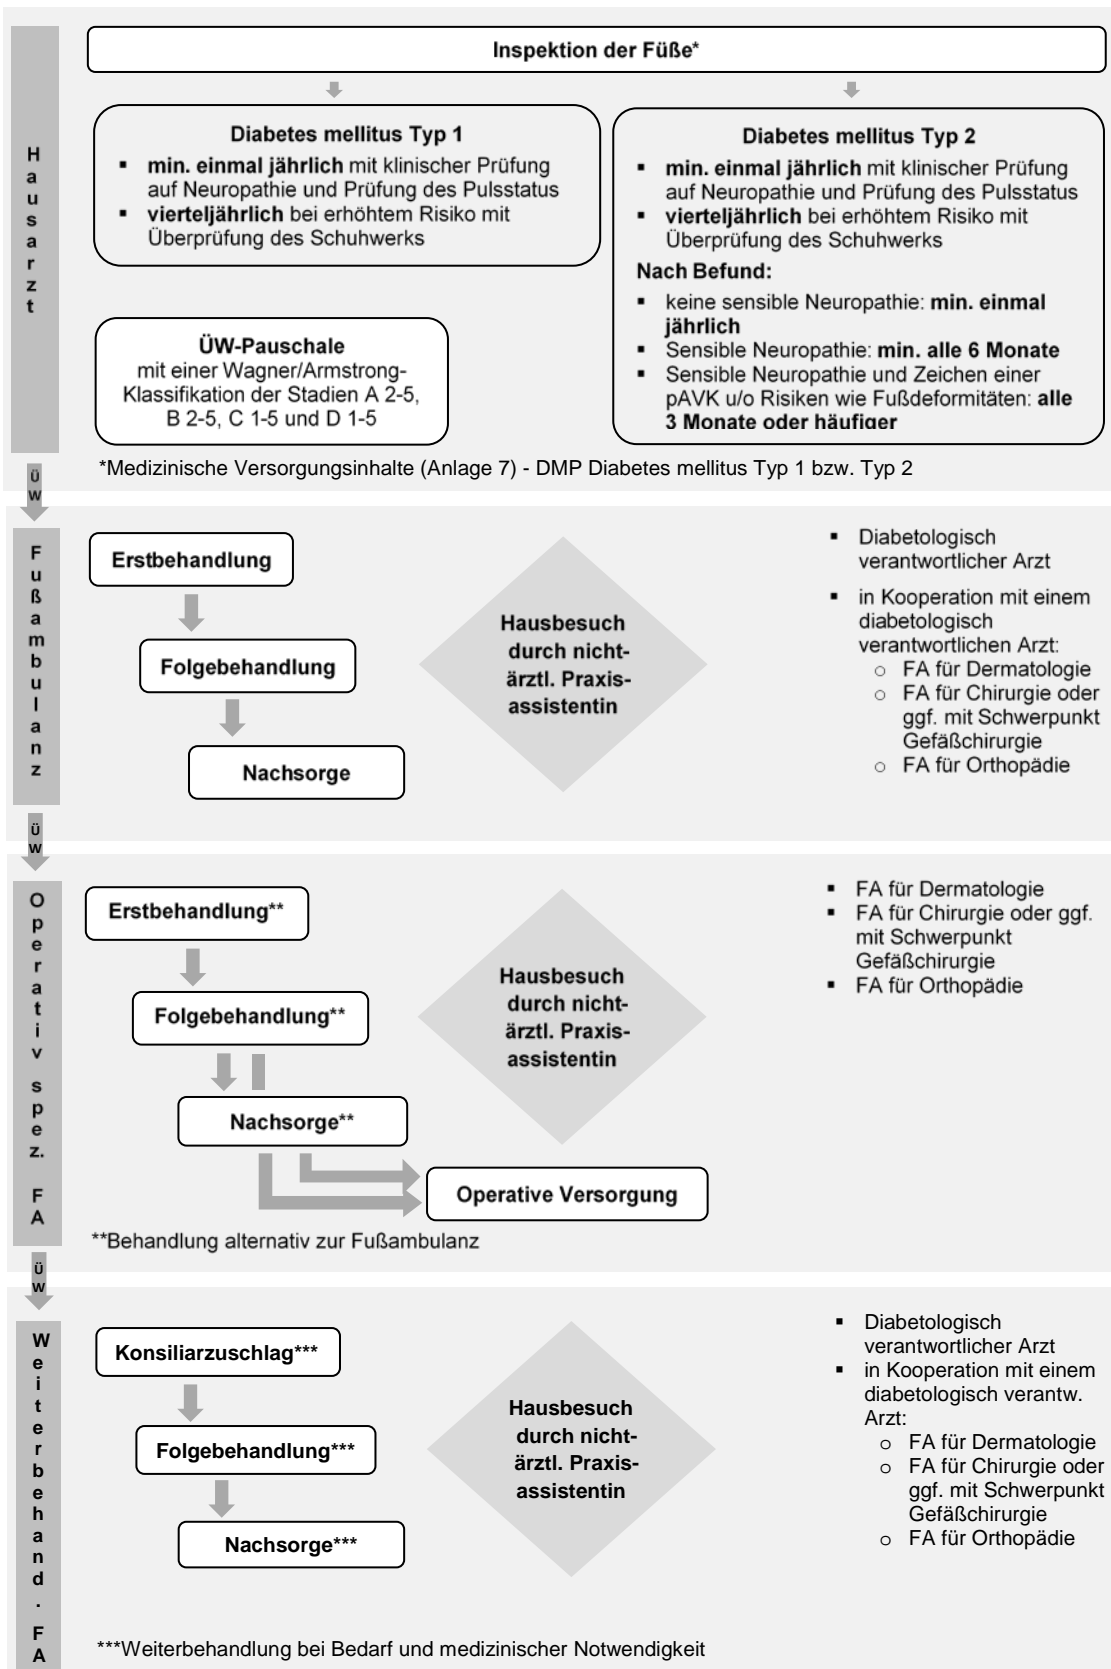 Hausarzt
Inspektion der Füße*
Diabetes mellitus Typ 1
▪ min. einmal jährlich mit klinischer Prüfung
auf Neuropathie und Prüfung des Pulsstatus
▪ vierteljährlich bei erhöhtem Risiko mit
Überprüfung des Schuhwerks
Diabetes mellitus Typ 2
▪ min. einmal jährlich mit klinischer Prüfung
auf Neuropathie und Prüfung des Pulsstatus
▪ vierteljährlich bei erhöhtem Risiko mit
Überprüfung des Schuhwerks
Nach Befund:
▪ keine sensible Neuropathie: min. einmal
jährlich
▪ Sensible Neuropathie: min. alle 6 Monate
▪ Sensible Neuropathie und Zeichen einer
pAVK u/o Risiken wie Fußdeformitäten: alle
3 Monate oder häufiger
ÜW-Pauschale
mit einer Wagner/Armstrong-
Klassifikation der Stadien A 2-5,
B 2-5, C 1-5 und D 1-5
*Medizinische Versorgungsinhalte (Anlage 7) - DMP Diabetes mellitus Typ 1 bzw. Typ 2
ÜW
Fußambulanz
Erstbehandlung
Folgebehandlung
Nachsorge
Hausbesuch
durch nicht-
ärztl. Praxis-
assistentin
▪ Diabetologisch
verantwortlicher Arzt
▪ in Kooperation mit einem
diabetologisch
verantwortlichen Arzt:
o FA für Dermatologie
o FA für Chirurgie oder
ggf. mit Schwerpunkt
Gefäßchirurgie
o FA für Orthopädie
ÜW
Operativ spez. FA
Erstbehandlung**
Folgebehandlung**
Nachsorge**
Operative Versorgung
Hausbesuch
durch nicht-
ärztl. Praxis-
assistentin
▪ FA für Dermatologie
▪ FA für Chirurgie oder ggf.
mit Schwerpunkt
Gefäßchirurgie
▪ FA für Orthopädie
**Behandlung alternativ zur Fußambulanz
ÜW
Weiterbehand. FA
Konsiliarzuschlag***
Folgebehandlung***
Nachsorge***
Hausbesuch
durch nicht-
ärztl. Praxis-
assistentin
▪ Diabetologisch
verantwortlicher Arzt
▪ in Kooperation mit einem
diabetologisch verantw.
Arzt:
o FA für Dermatologie
o FA für Chirurgie oder
ggf. mit Schwerpunkt
Gefäßchirurgie
o FA für Orthopädie
***Weiterbehandlung bei Bedarf und medizinischer Notwendigkeit